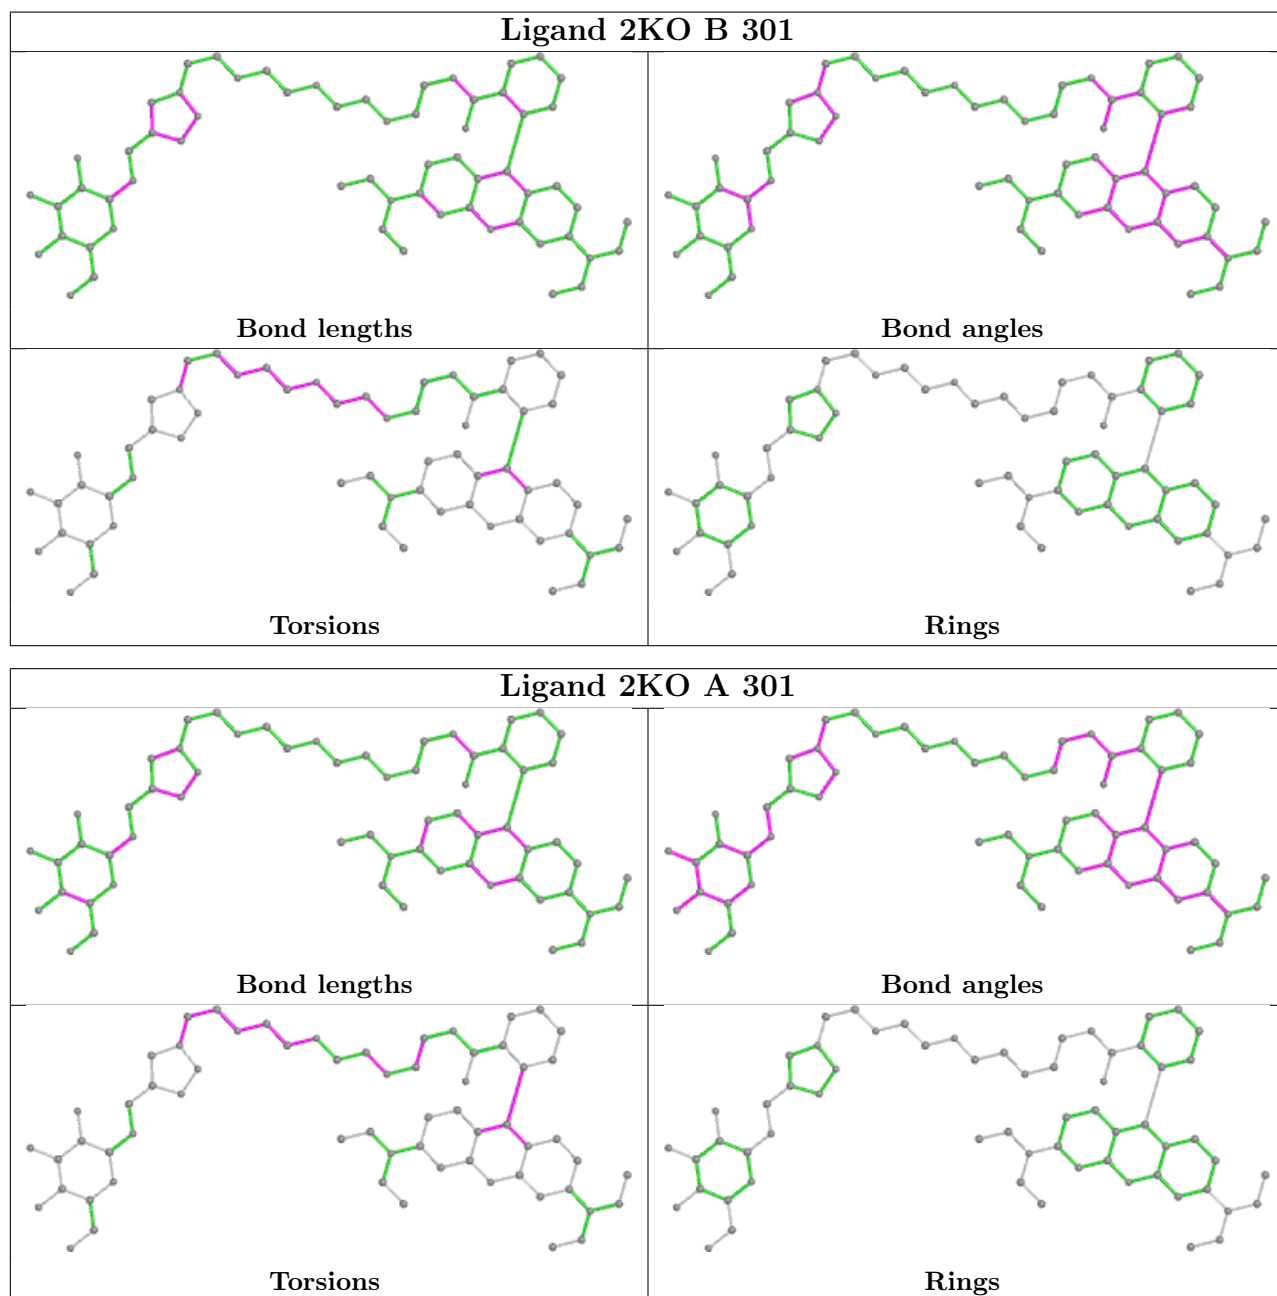 Ligand 2KO B 301
Bond lengths
Bond angles
Torsions
Rings
Ligand 2KO A 301
Bond lengths
Bond angles
Torsions
Rings